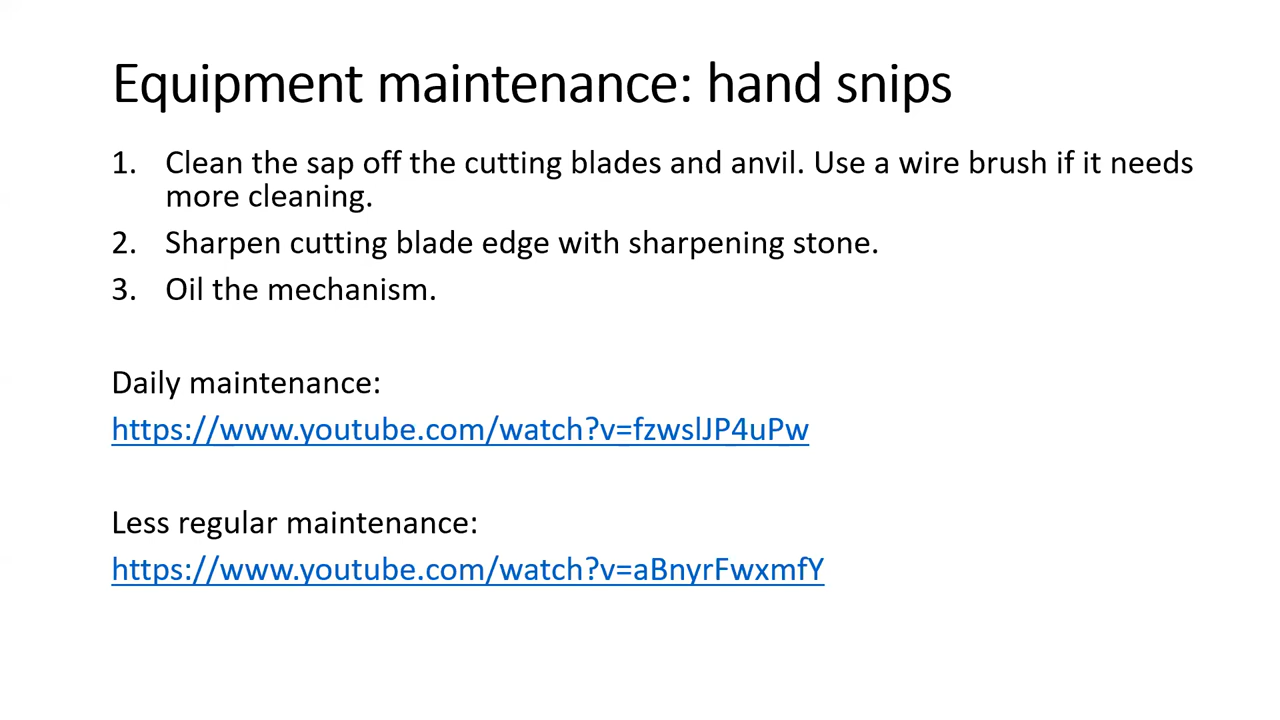 Equipment maintenance: hand snips
1. Clean the sap off the cutting blades and anvil. Use a wire brush if it needs
more cleaning.
2. Sharpen cutting blade edge with sharpening stone.
3. Oil the mechanism.
Daily maintenance:
https://www.youtube.com/watch?v=fzwslJP4uPw
Less regular maintenance:
https://www.youtube.com/watch?v=aBnyrFwxmfY